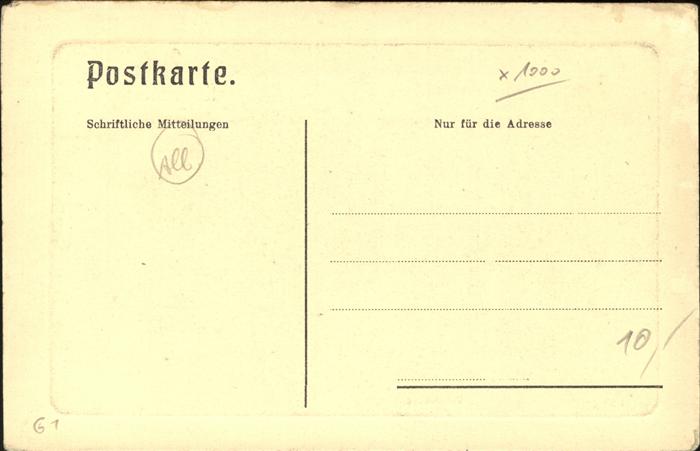 Postkarte.
x 1000
Schriftliche Mitteilungen
Nur für die Adresse
All
10/
G1